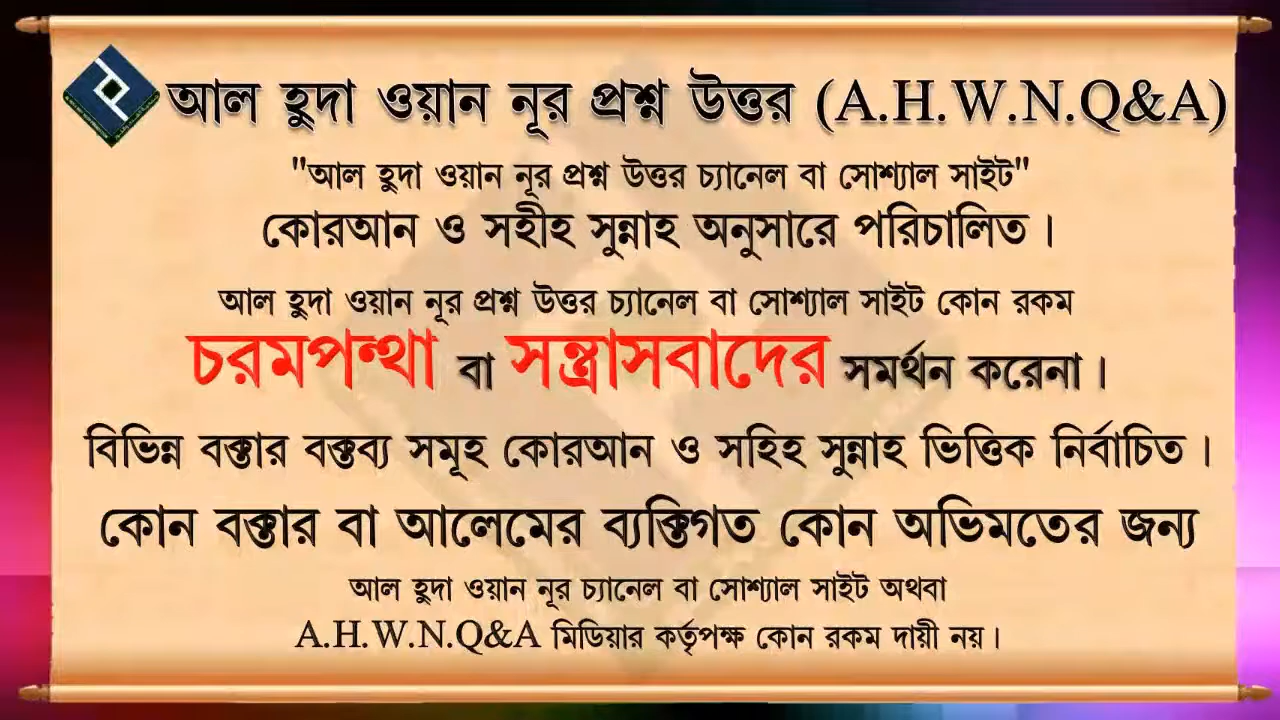 আল হুদা ওয়ান নূর প্রশ্ন উত্তর (A.H.W.N.Q&A)
"আল হুদা ওয়ান নূর প্রশ্ন উত্তর চ্যানেল বা সোশ্যাল সাইট"
কোরআন ও সহীহ সুন্নাহ অনুসারে পরিচালিত।
আল হুদা ওয়ান নূর প্রশ্ন উত্তর চ্যানেল বা সোশ্যাল সাইট কোন রকম
চরমপন্থা বা সন্ত্রাসবাদের সমর্থন করেনা।
বিভিন্ন বক্তার বক্তব্য সমূহ কোরআন ও সহিহ সুন্নাহ ভিত্তিক নির্বাচিত।
কোন বক্তার বা আলেমের ব্যক্তিগত কোন অভিমতের জন্য
আল হুদা ওয়ান নূর চ্যানেল বা সোশ্যাল সাইট অথবা
A.H.W.N.Q&A মিডিয়ার কর্তৃপক্ষ কোন রকম দায়ী নয়।